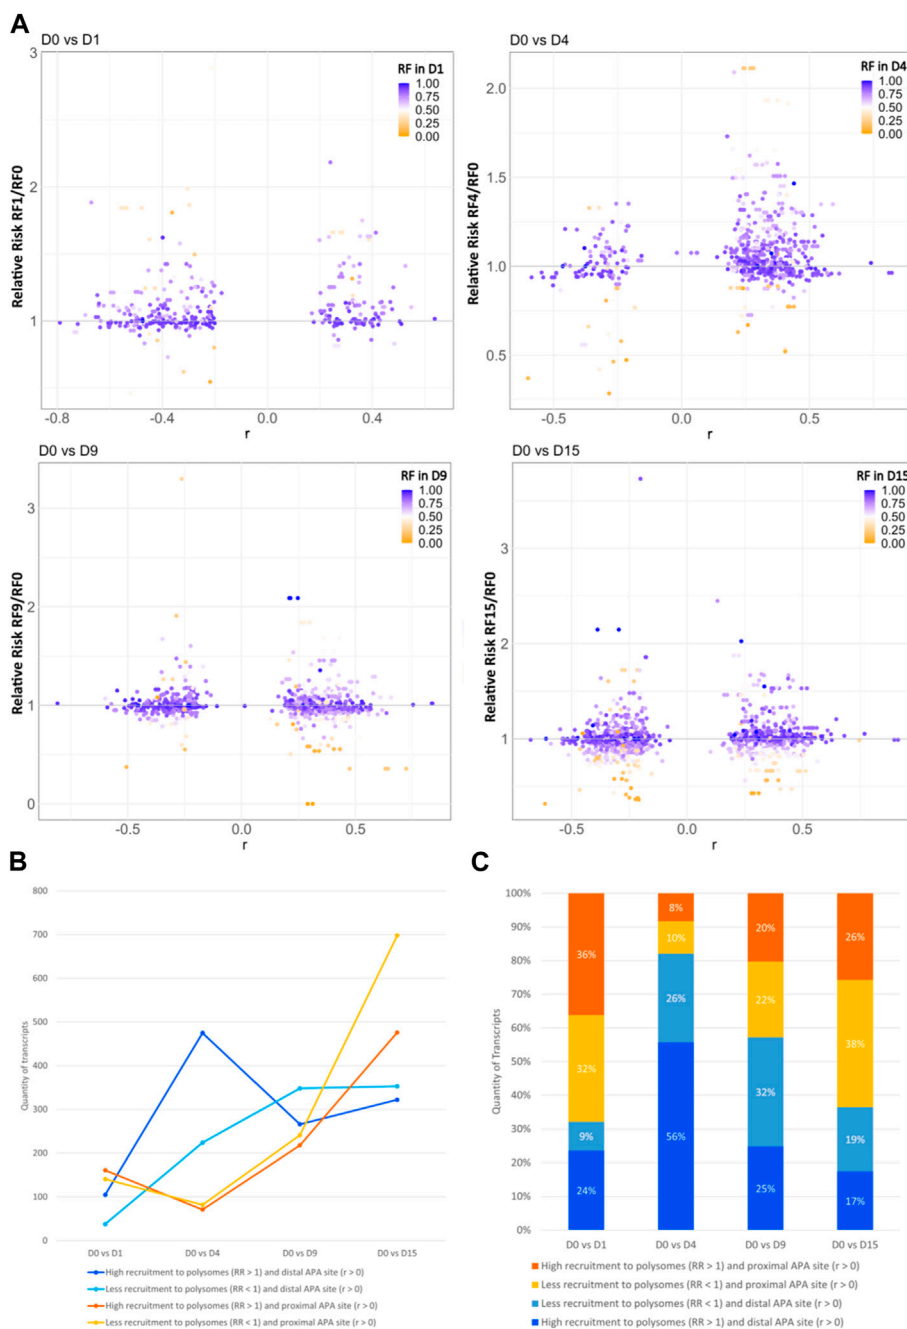 A
D0 vs D1
D0 vs D4
Relative Risk RF1/RF0
3
2
1
-0.8 -0.4 0.0 0.4
r
RF in D1
1.00
0.75
0.50
0.25
0.00
Relative Risk RF4/RF0
2.0
1.5
1.0
0.5
-0.5 0.0 0.5
r
RF in D4
1.00
0.75
0.50
0.25
0.00
D0 vs D9
D0 vs D15
Relative Risk RF9/RF0
3
2
1
0
-0.5 0.0 0.5
r
RF in D9
1.00
0.75
0.50
0.25
0.00
Relative Risk RF15/RF0
3
2
1
-0.5 0.0 0.5
r
RF in D15
1.00
0.75
0.50
0.25
0.00
B
Quantity of transcripts
800
700
600
500
400
300
200
100
0
D0 vs D1 D0 vs D4 D0 vs D9 D0 vs D15
High recruitment to polysomes (RR > 1) and distal APA site (r > 0)
Less recruitment to polysomes (RR < 1) and distal APA site (r > 0)
High recruitment to polysomes (RR > 1) and proximal APA site (r > 0)
Less recruitment to polysomes (RR < 1) and proximal APA site (r > 0)
C
Quantity of Transcripts
100%
90%
80%
70%
60%
50%
40%
30%
20%
10%
0%
36%
32%
9%
24%
8%
10%
26%
56%
20%
22%
32%
25%
26%
38%
19%
17%
D0 vs D1 D0 vs D4 D0 vs D9 D0 vs D15
High recruitment to polysomes (RR > 1) and proximal APA site (r > 0)
Less recruitment to polysomes (RR < 1) and proximal APA site (r > 0)
Less recruitment to polysomes (RR < 1) and distal APA site (r > 0)
High recruitment to polysomes (RR > 1) and distal APA site (r > 0)